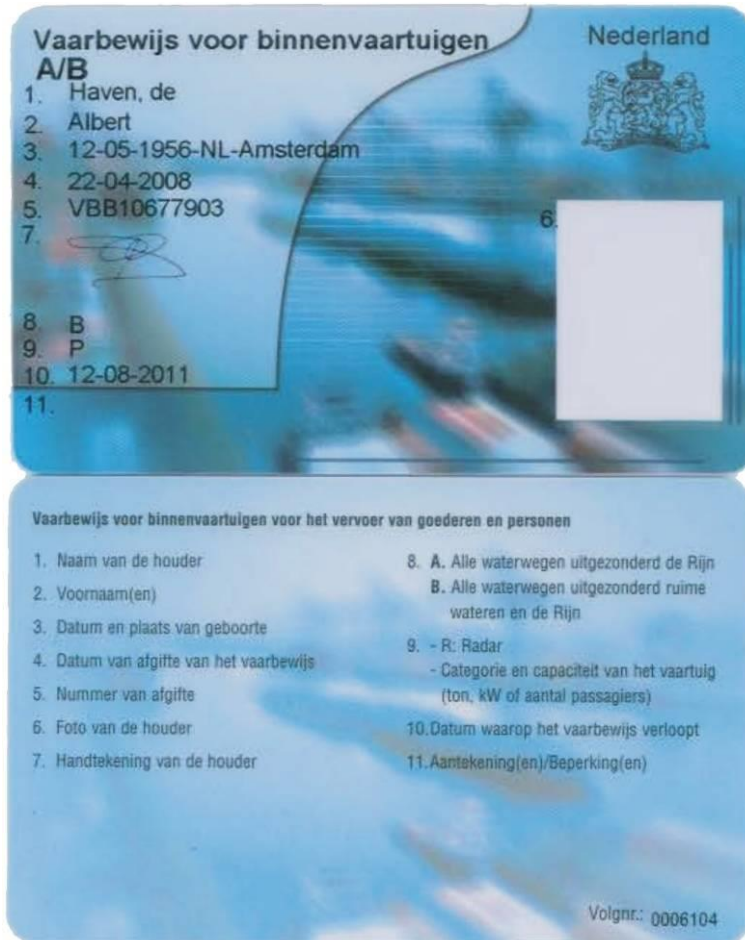 Vaarbewijs voor binnenvaartuigen
A/B
Nederland
1. Haven, de
2. Albert
3. 12-05-1956-NL-Amsterdam
4. 22-04-2008
5. VBB10677903
6.
7.
8. B
9. P
10. 12-08-2011
11.
Vaarbewijs voor binnenvaartuigen voor het vervoer van goederen en personen
1. Naam van de houder
2. Voornaam(en)
3. Datum en plaats van geboorte
4. Datum van afgifte van het vaarbewijs
5. Nummer van afgifte
6. Foto van de houder
7. Handtekening van de houder
8. A. Alle waterwegen uitgezonderd de Rijn
B. Alle waterwegen uitgezonderd ruime
wateren en de Rijn
9. - R: Radar
- Categorie en capaciteit van het vaartuig
(ton, kW of aantal passagiers)
10. Datum waarop het vaarbewijs verloopt
11. Aantekening(en)/Beperking(en)
Volgnr.: 0006104